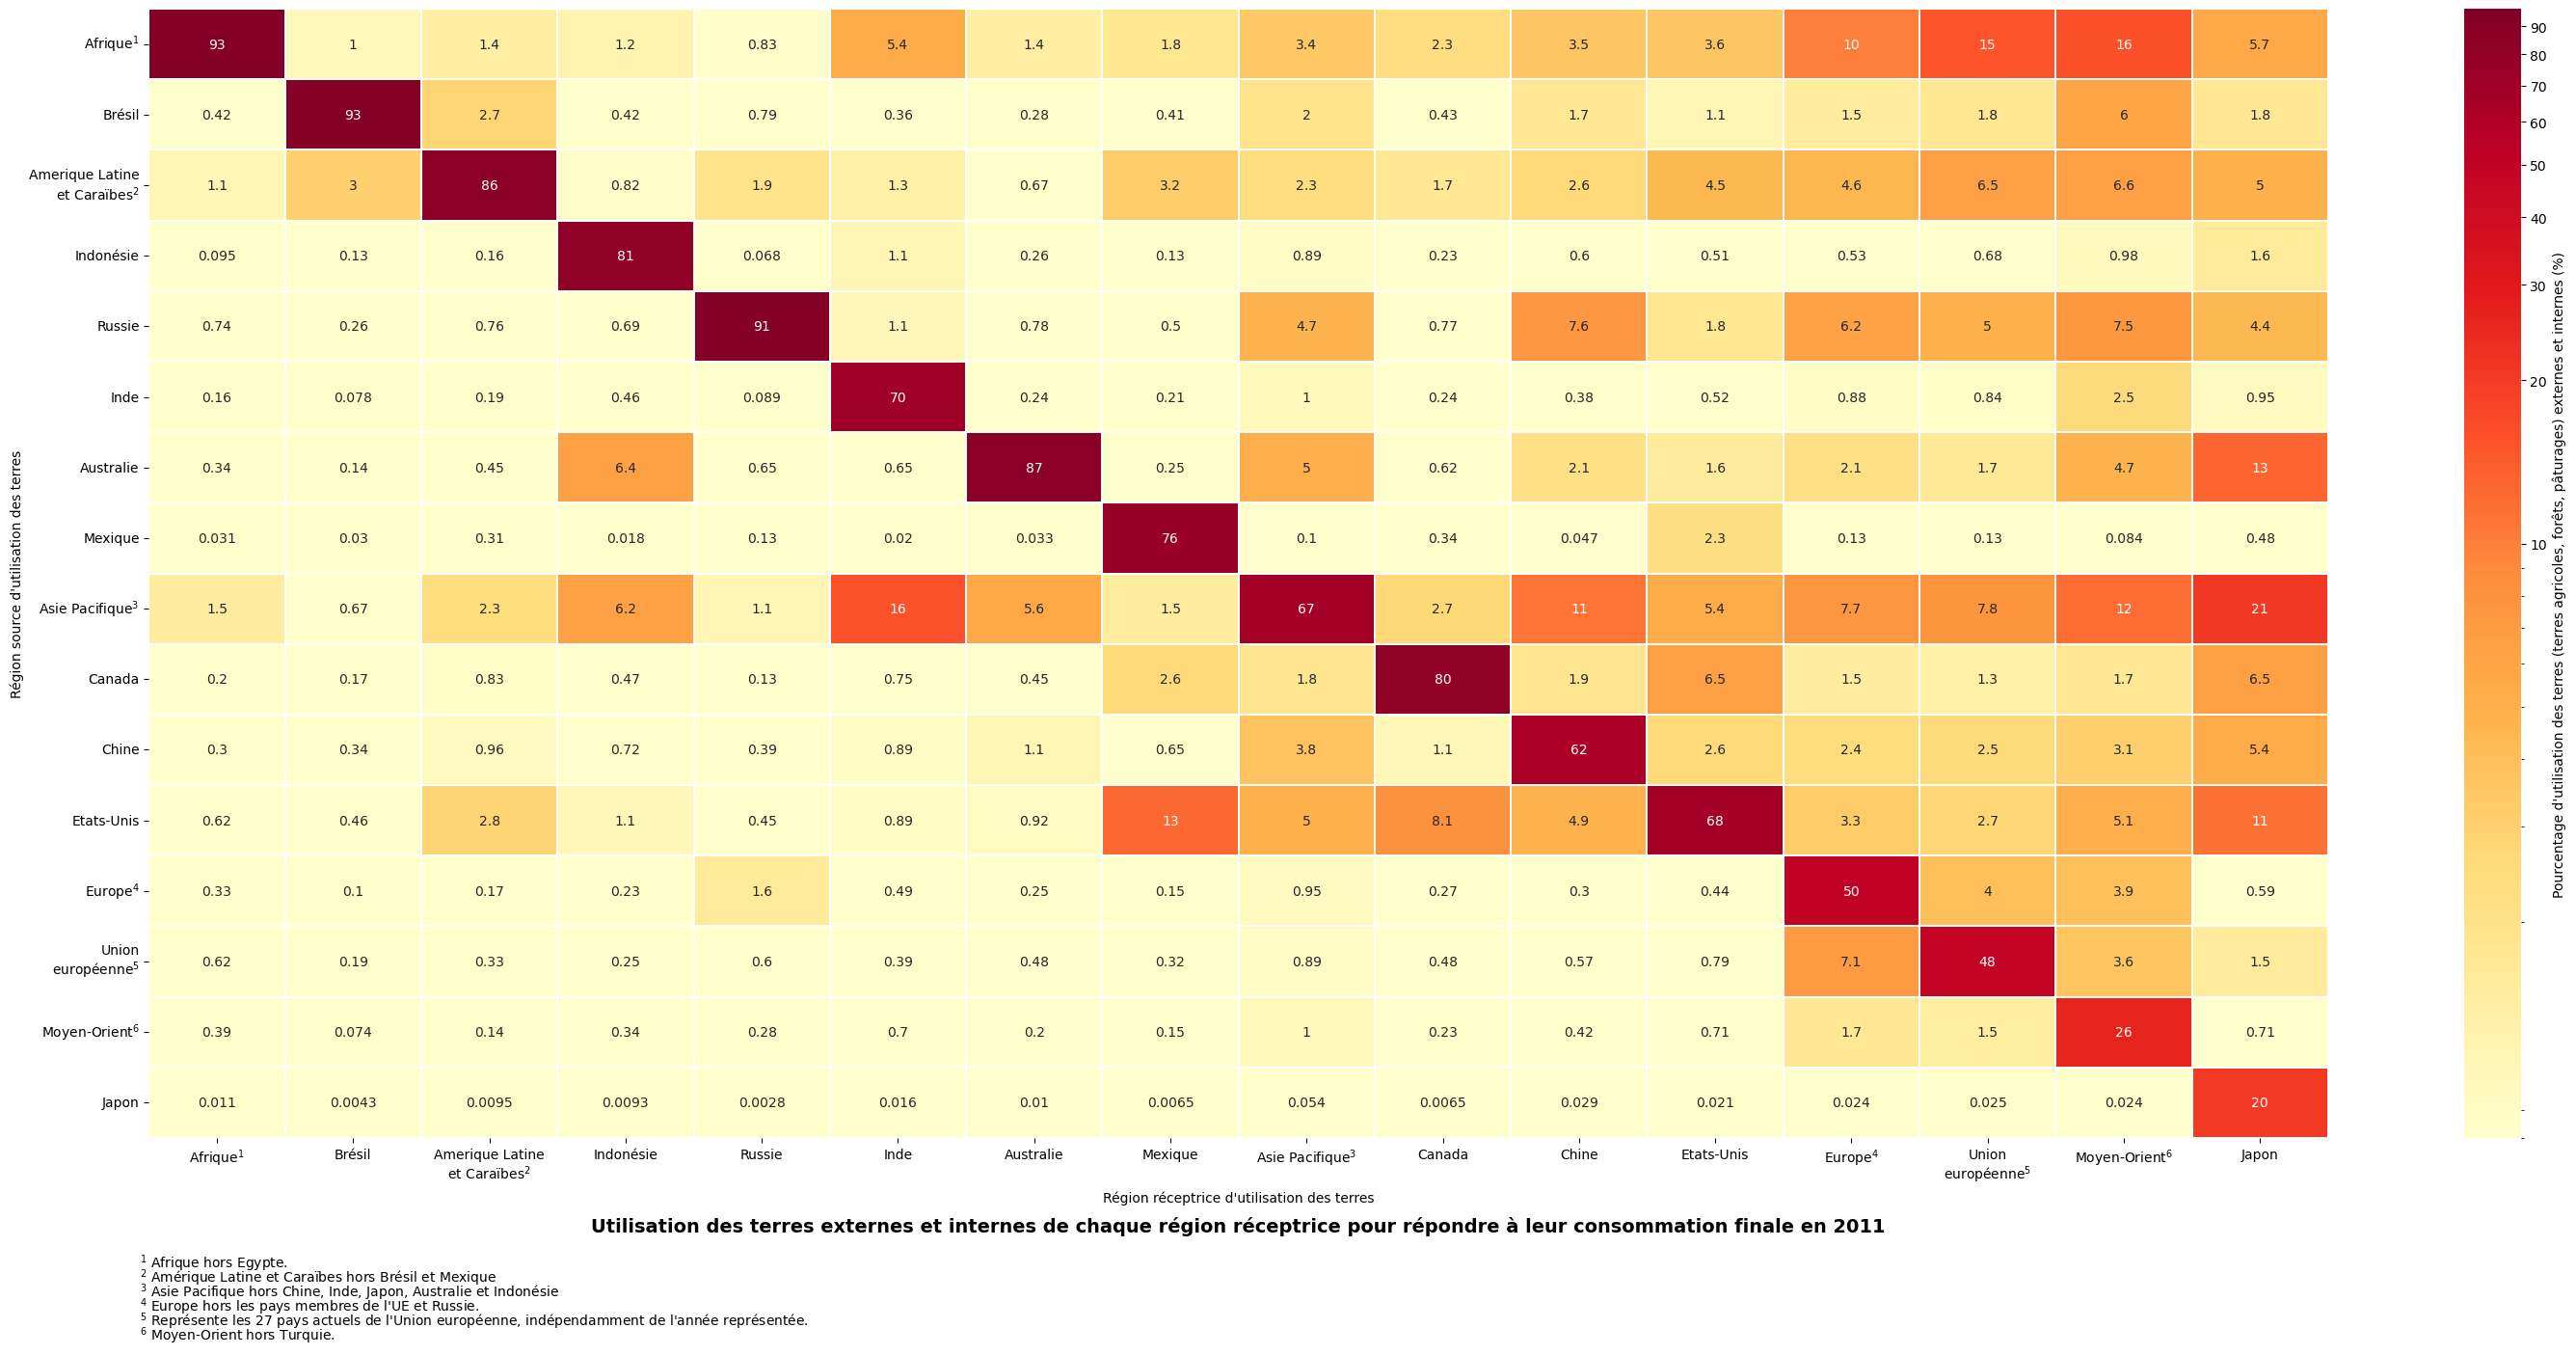 Afrique¹ 93 1 1.4 1.2 0.83 5.4 1.4 1.8 3.4 2.3 3.5 3.6 10 15 16 5.7
Brésil 0.42 93 2.7 0.42 0.79 0.36 0.28 0.41 2 0.43 1.7 1.1 1.5 1.8 6 1.8
Amerique Latine
et Caraïbes² 1.1 3 86 0.82 1.9 1.3 0.67 3.2 2.3 1.7 2.6 4.5 4.6 6.5 6.6 5
Indonésie 0.095 0.13 0.16 81 0.068 1.1 0.26 0.13 0.89 0.23 0.6 0.51 0.53 0.68 0.98 1.6
Russie 0.74 0.26 0.76 0.69 91 1.1 0.78 0.5 4.7 0.77 7.6 1.8 6.2 5 7.5 4.4
Inde 0.16 0.078 0.19 0.46 0.089 70 0.24 0.21 1 0.24 0.38 0.52 0.88 0.84 2.5 0.95
Australie 0.34 0.14 0.45 6.4 0.65 0.65 87 0.25 5 0.62 2.1 1.6 2.1 1.7 4.7 13
Mexique 0.031 0.03 0.31 0.018 0.13 0.02 0.033 76 0.1 0.34 0.047 2.3 0.13 0.13 0.084 0.48
Asie Pacifique³ 1.5 0.67 2.3 6.2 1.1 16 5.6 1.5 67 2.7 11 5.4 7.7 7.8 12 21
Canada 0.2 0.17 0.83 0.47 0.13 0.75 0.45 2.6 1.8 80 1.9 6.5 1.5 1.3 1.7 6.5
Chine 0.3 0.34 0.96 0.72 0.39 0.89 1.1 0.65 3.8 1.1 62 2.6 2.4 2.5 3.1 5.4
Etats-Unis 0.62 0.46 2.8 1.1 0.45 0.89 0.92 13 5 8.1 4.9 68 3.3 2.7 5.1 11
Europe⁴ 0.33 0.1 0.17 0.23 1.6 0.49 0.25 0.15 0.95 0.27 0.3 0.44 50 4 3.9 0.59
Union
européenne⁵ 0.62 0.19 0.33 0.25 0.6 0.39 0.48 0.32 0.89 0.48 0.57 0.79 7.1 48 3.6 1.5
Moyen-Orient⁶ 0.39 0.074 0.14 0.34 0.28 0.7 0.2 0.15 1 0.23 0.42 0.71 1.7 1.5 26 0.71
Japon 0.011 0.0043 0.0095 0.0093 0.0028 0.016 0.01 0.0065 0.054 0.0065 0.029 0.021 0.024 0.025 0.024 20
Afrique¹ Brésil Amerique Latine Indonésie Russie Inde Australie Mexique Asie Pacifique³ Canada Chine Etats-Unis Europe⁴ Union Moyen-Orient⁶ Japon
et Caraïbes² européenne⁵
Région source d'utilisation des terres
Région réceptrice d'utilisation des terres
90
80
70
60
50
40
30
20
10
Pourcentage d'utilisation des terres (terres agricoles, forêts, pâturages) externes et internes (%)
Utilisation des terres externes et internes de chaque région réceptrice pour répondre à leur consommation finale en 2011
¹ Afrique hors Egypte.
² Amérique Latine et Caraïbes hors Brésil et Mexique
³ Asie Pacifique hors Chine, Inde, Japon, Australie et Indonésie
⁴ Europe hors les pays membres de l'UE et Russie.
⁵ Représente les 27 pays actuels de l'Union européenne, indépendamment de l'année représentée.
⁶ Moyen-Orient hors Turquie.